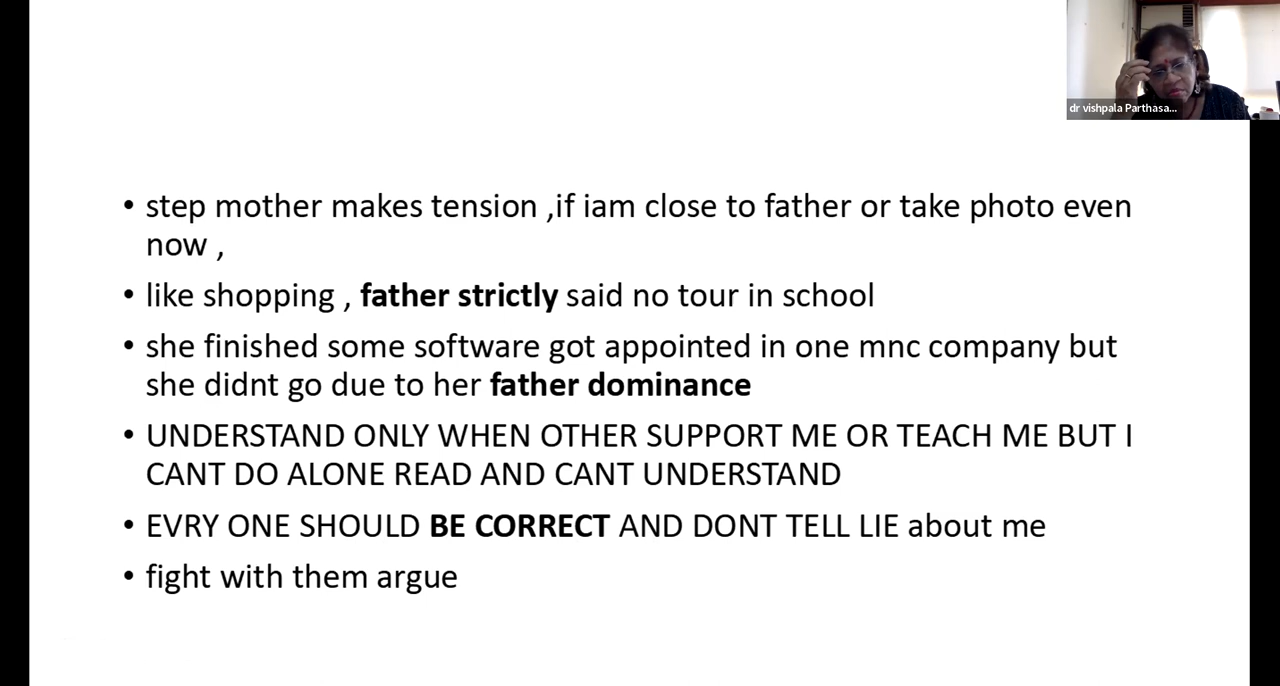 dr vishpala Parthasa...
• step mother makes tension ,if iam close to father or take photo even
now ,
• like shopping , father strictly said no tour in school
• she finished some software got appointed in one mnc company but
she didnt go due to her father dominance
• UNDERSTAND ONLY WHEN OTHER SUPPORT ME OR TEACH ME BUT I
CANT DO ALONE READ AND CANT UNDERSTAND
• EVRY ONE SHOULD BE CORRECT AND DONT TELL LIE about me
• fight with them argue